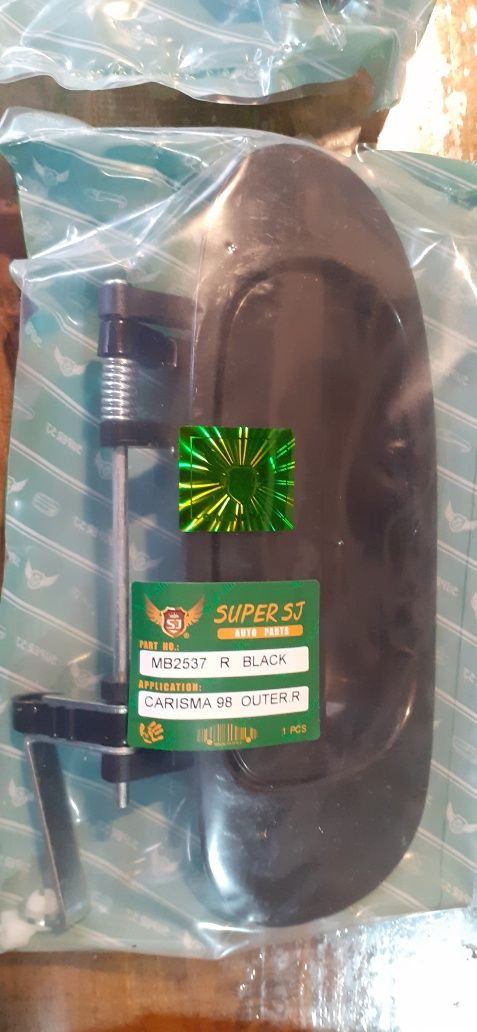 SJ
®
SUPER SJ
AUTO PARTS
PART NO.:
MB2537 R BLACK
APPLICATION:
CARISMA 98 OUTER.R
1 PCS